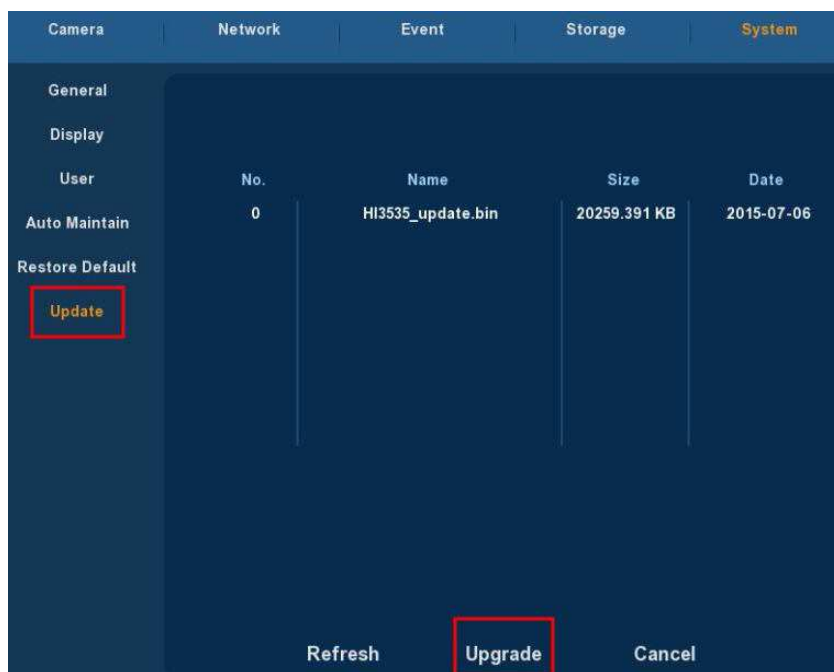 Camera Network Event Storage System
General
Display
User
Auto Maintain
Restore Default
Update
No. Name Size Date
0 HI3535_update.bin 20259.391 KB 2015-07-06
Refresh Upgrade Cancel